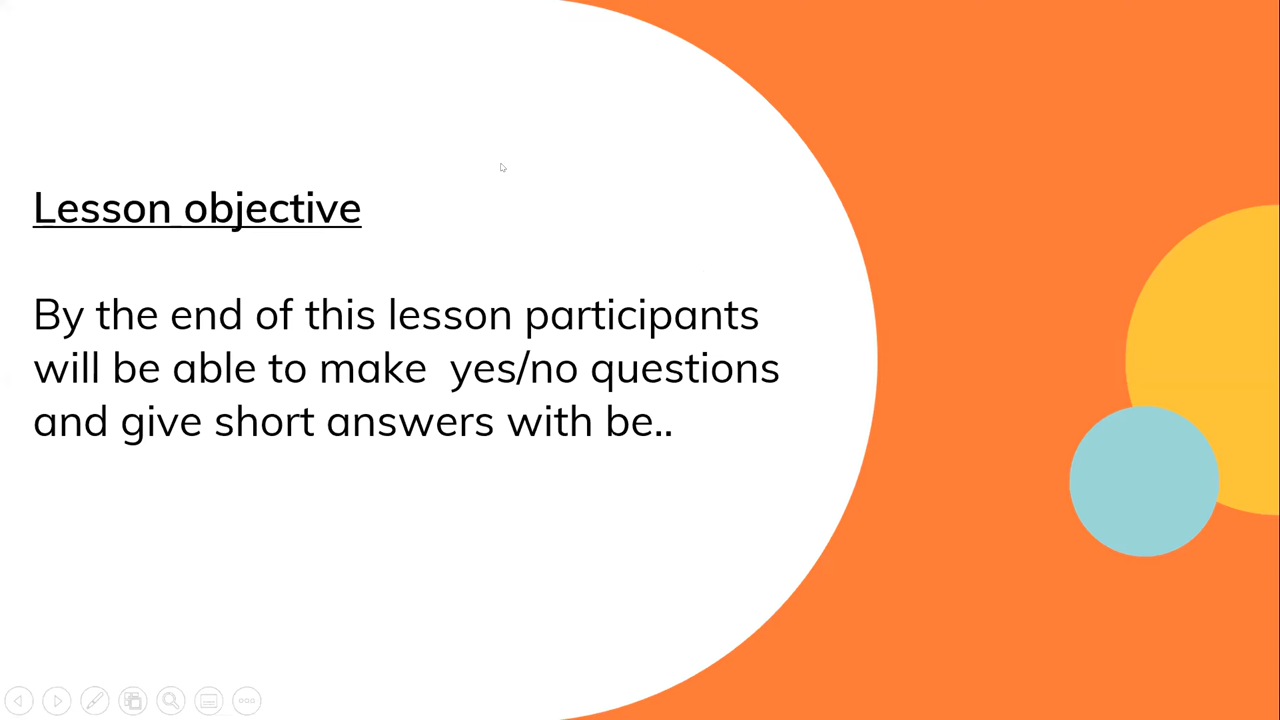 Lesson objective
By the end of this lesson participants
will be able to make  yes/no questions
and give short answers with be..